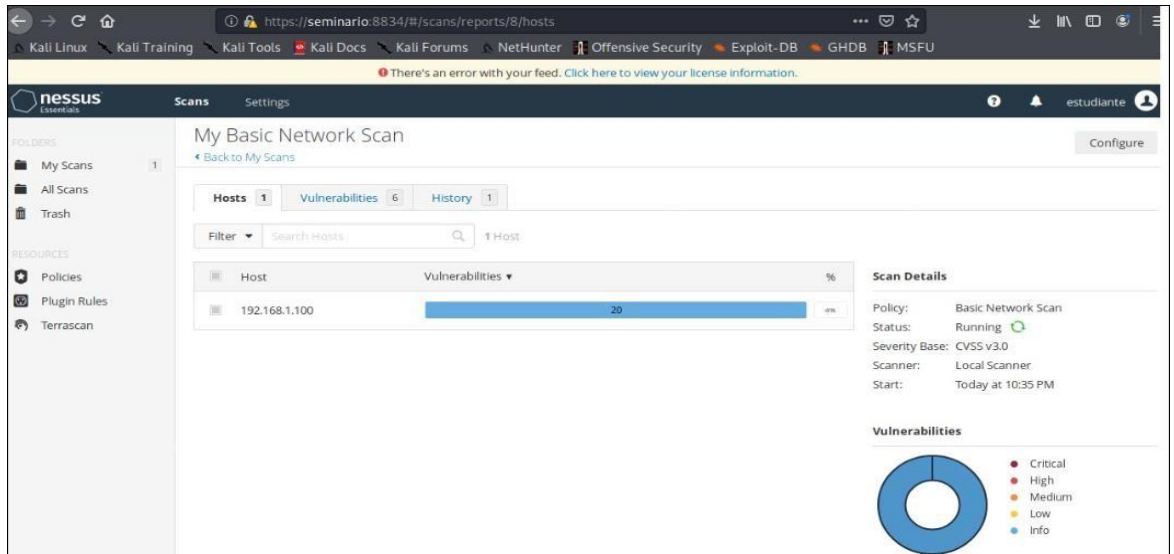 https://seminario:8834/#/scans/reports/8/hosts
Kali Linux Kali Training Kali Tools Kali Docs Kali Forums NetHunter Offensive Security Exploit-DB GHDB MSFU
There's an error with your feed. Click here to view your license information.
nessus Essentials Scans Settings estudiante
FOLDERS
My Scans 1
All Scans
Trash
RESOURCES
Policies
Plugin Rules
Terrascan
My Basic Network Scan
Configure
Back to My Scans
Hosts 1 Vulnerabilities 6 History 1
Filter Search Hosts 1 Host
Host Vulnerabilities %
192.168.1.100 20
Scan Details
Policy: Basic Network Scan
Status: Running
Severity Base: CVSS v3.0
Scanner: Local Scanner
Start: Today at 10:35 PM
Vulnerabilities
Critical
High
Medium
Low
Info